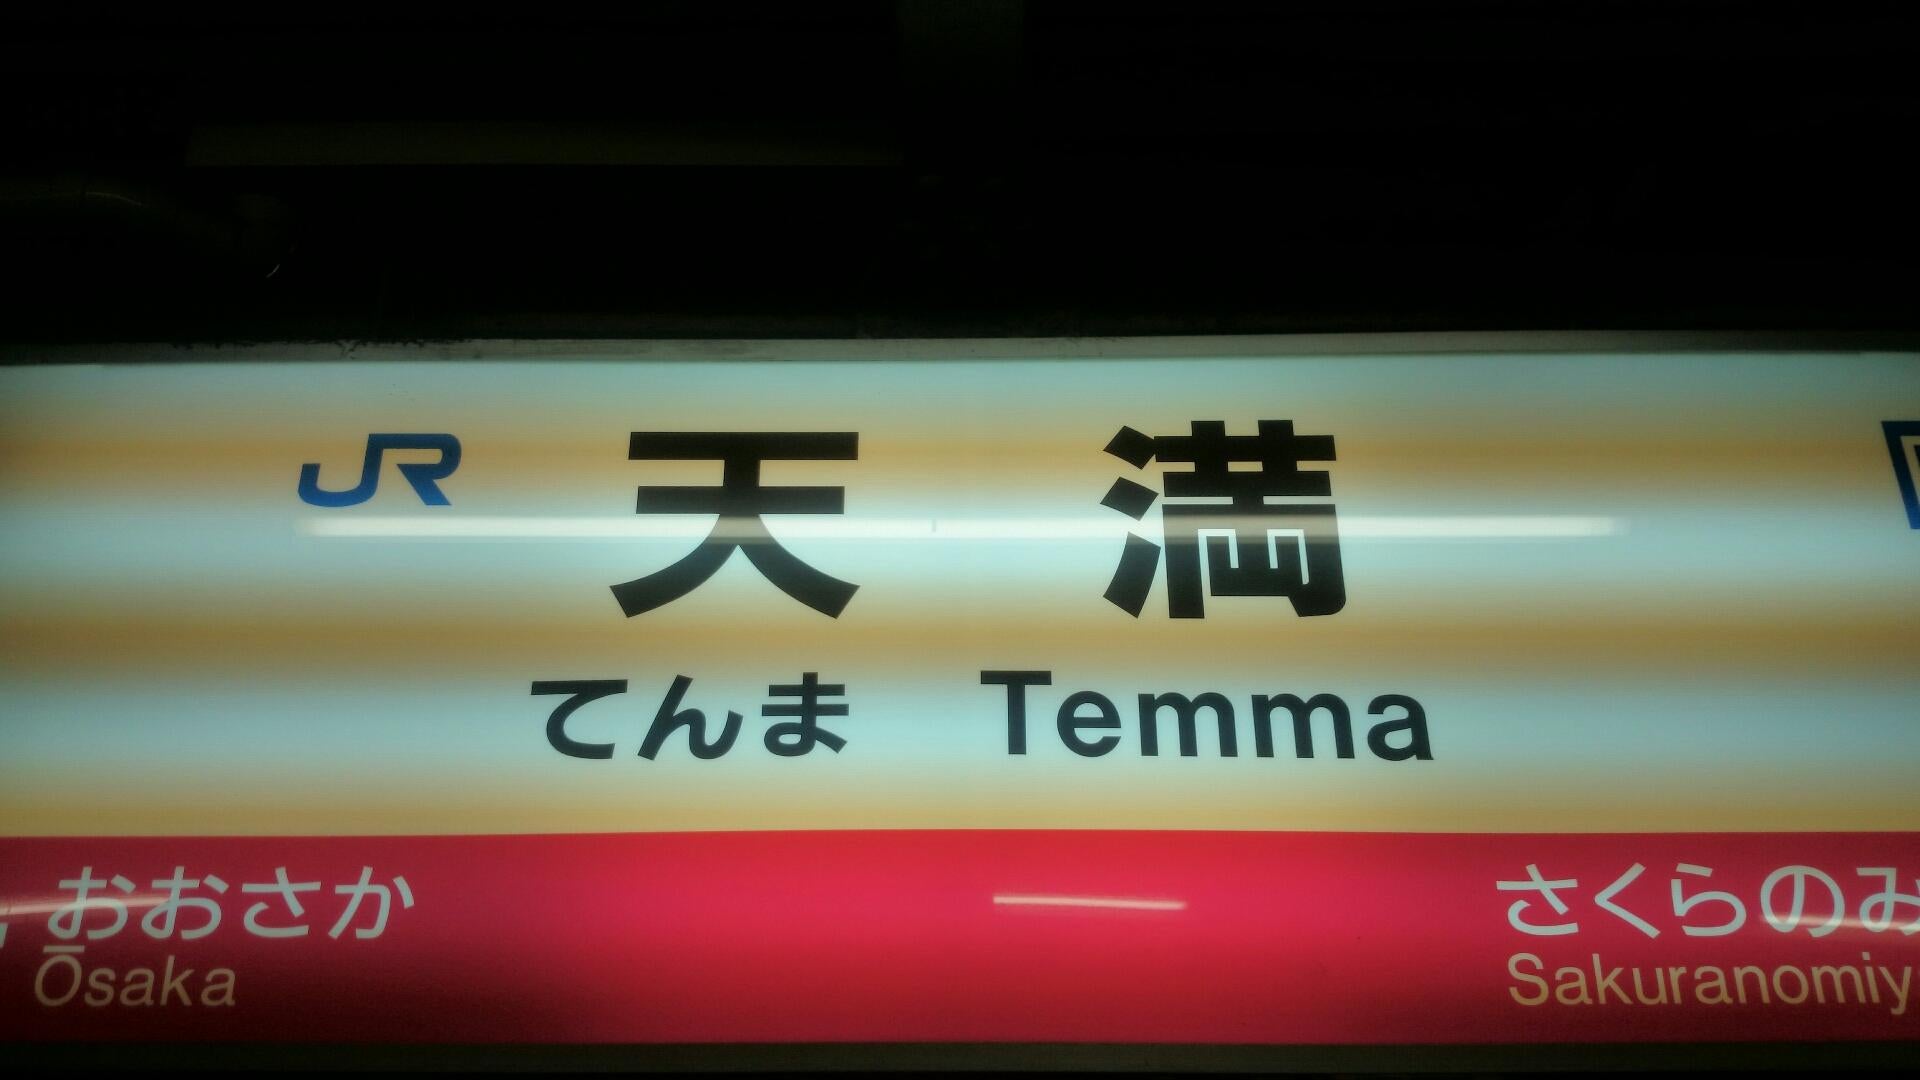 JR 天満
てんま Temma
おおさか さくらのみ
Ōsaka Sakuranomiy